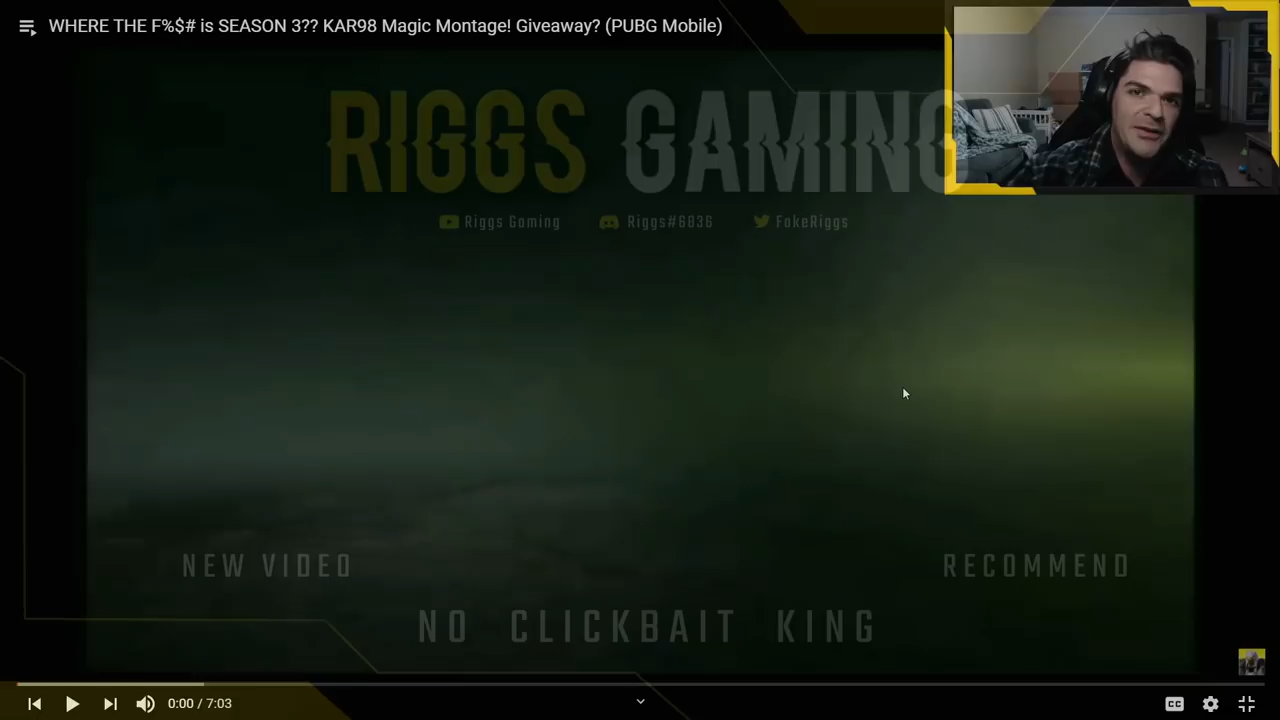 WHERE THE F%$# is SEASON 3?? KAR98 Magic Montage! Giveaway? (PUBG Mobile)
RIGGS GAMING
Riggs Gaming Riggs#6836 FakeRiggs
NEW VIDEO RECOMMEND
NO CLICKBAIT KING
0:00 / 7:03 CC